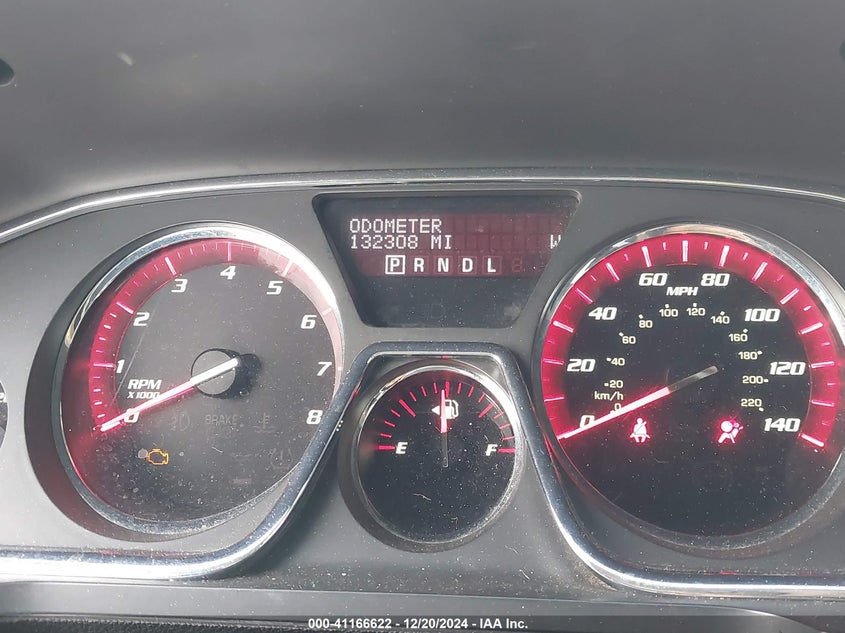 ODOMETER
132308 MI W
P R N D L
0 1 2 3 4 5 6 7 8
RPM
X1000
BRAKE
E F
0 20 40 60 80 100 120 140
MPH
0 20 40 60 80 100 120 140 160 180 200 220
km/h
000-41166622 - 12/20/2024 - IAA Inc.